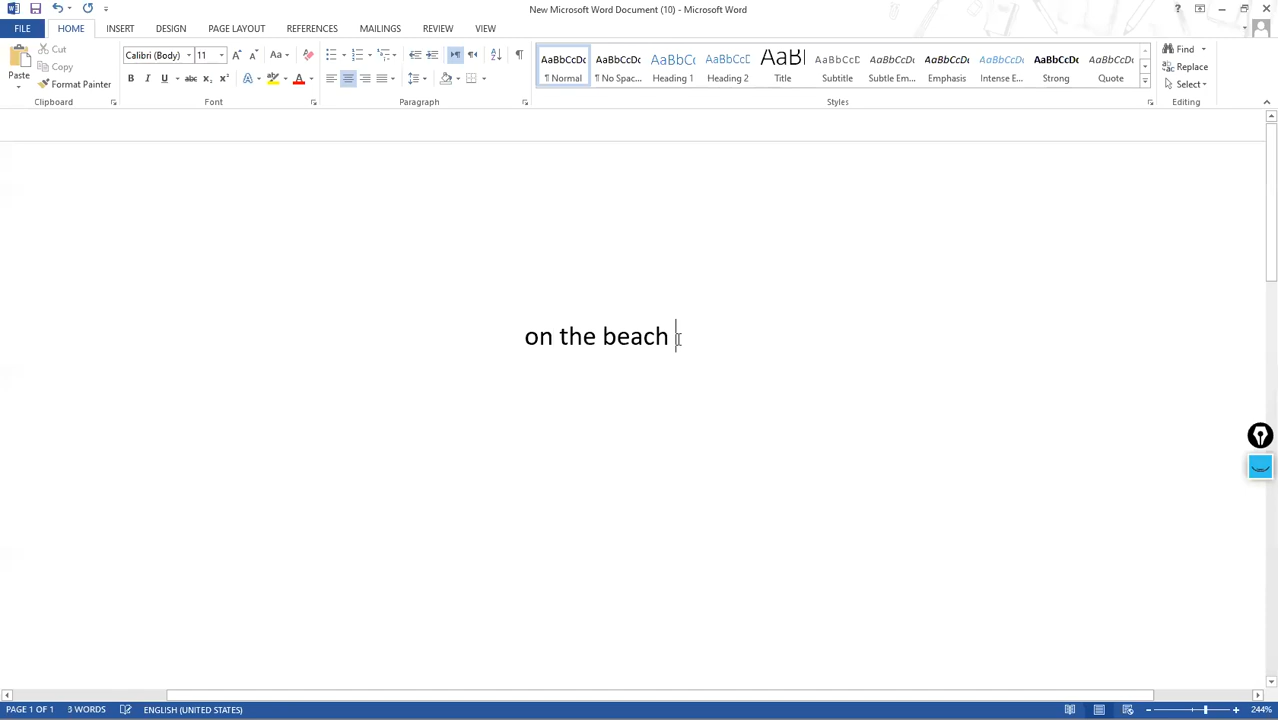 New Microsoft Word Document (10) - Microsoft Word
FILE HOME INSERT DESIGN PAGE LAYOUT REFERENCES MAILINGS REVIEW VIEW
Paste
Cut
Copy
Format Painter
Clipboard
Calibri (Body) 11
Font
Paragraph
AaBbCcDc AaBbCcDc AaBbCc AaBbCcD AaBl AaBbCcD AaBbCcDt AaBbCcDt AaBbCcDt AaBbCcDc AaBbCcDt
¶ Normal ¶ No Spac... Heading 1 Heading 2 Title Subtitle Subtle Em... Emphasis Intense E... Strong Quote
Styles
Find
Replace
Select
Editing
on the beach
PAGE 1 OF 1 3 WORDS ENGLISH (UNITED STATES) 244%